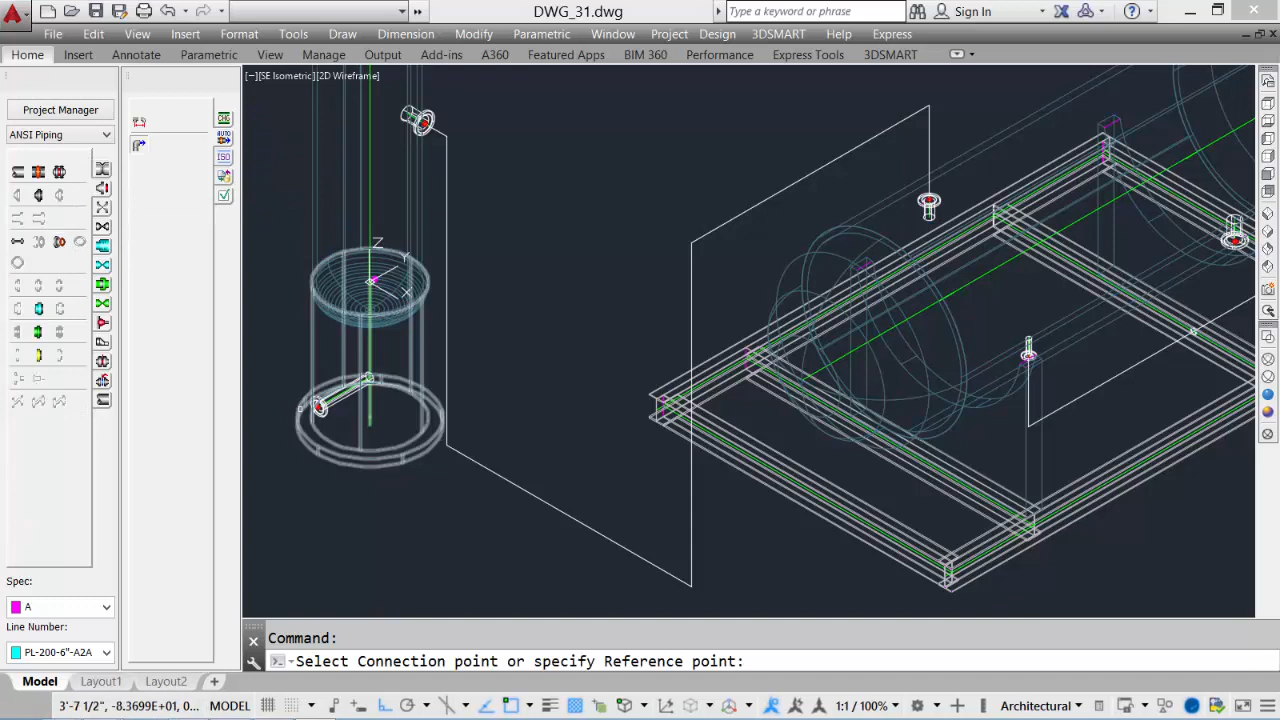 DWG_31.dwg
Type a keyword or phrase
Sign In
File Edit View Insert Format Tools Draw Dimension Modify Parametric Window Project Design 3DSMART Help Express
Home Insert Annotate Parametric View Manage Output Add-ins A360 Featured Apps BIM 360 Performance Express Tools 3DSMART
[−][SE Isometric][2D Wireframe]
Project Manager
ANSI Piping
CNG
AUTO
ISO
Z
Y
X
Spec:
A
Line Number:
PL-200-6"-A2A
Command:
Select Connection point or specify Reference point:
Model Layout1 Layout2 +
3'-7 1/2", -8.3699E+01, 0... MODEL 1:1 / 100% Architectural